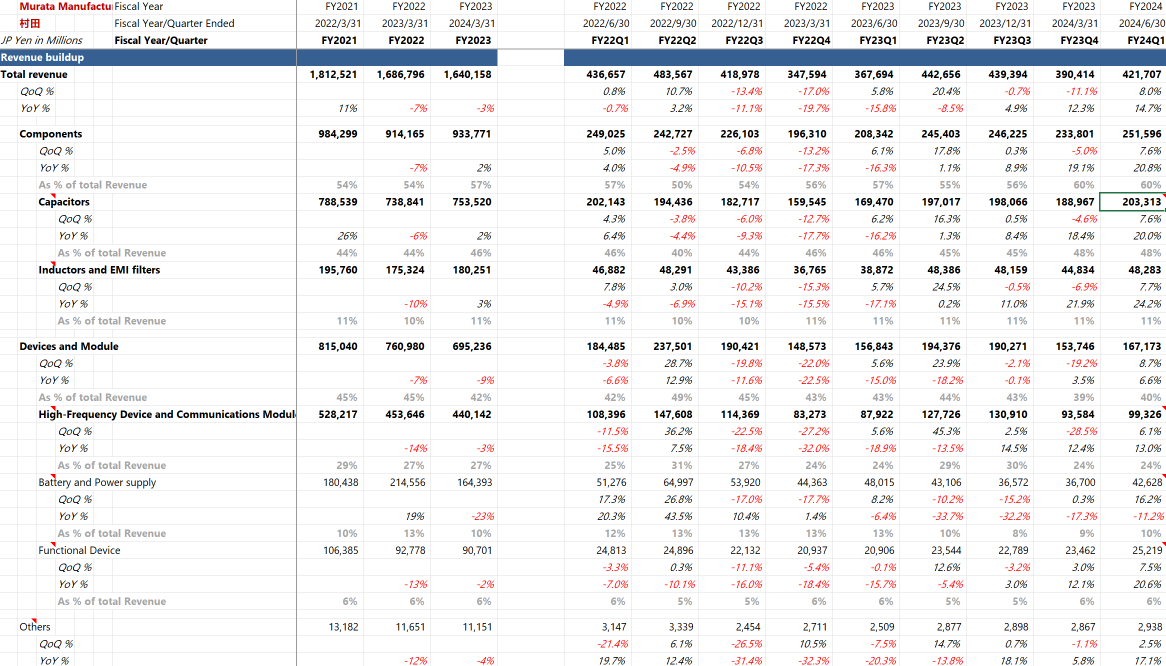 Murata Manufactu Fiscal Year FY2021 FY2022 FY2023 FY2022 FY2022 FY2022 FY2022 FY2023 FY2023 FY2023 FY2023 FY2024
村田 Fiscal Year/Quarter Ended 2022/3/31 2023/3/31 2024/3/31 2022/6/30 2022/9/30 2022/12/31 2023/3/31 2023/6/30 2023/9/30 2023/12/31 2024/3/31 2024/6/30
JP Yen in Millions Fiscal Year/Quarter FY2021 FY2022 FY2023 FY22Q1 FY22Q2 FY22Q3 FY22Q4 FY23Q1 FY23Q2 FY23Q3 FY23Q4 FY24Q1
Revenue buildup
Total revenue 1,812,521 1,686,796 1,640,158 436,657 483,567 418,978 347,594 367,694 442,656 439,394 390,414 421,707
QoQ % 0.8% 10.7% -13.4% -17.0% 5.8% 20.4% -0.7% -11.1% 8.0%
YoY % 11% -7% -3% -0.7% 3.2% -11.1% -19.7% -15.8% -8.5% 4.9% 12.3% 14.7%
Components 984,299 914,165 933,771 249,025 242,727 226,103 196,310 208,342 245,403 246,225 233,801 251,596
QoQ % 5.0% -2.5% -6.8% -13.2% 6.1% 17.8% 0.3% -5.0% 7.6%
YoY % -7% 2% 4.0% -4.9% -10.5% -17.3% -16.3% 1.1% 8.9% 19.1% 20.8%
As % of total Revenue 54% 54% 57% 57% 50% 54% 56% 57% 55% 56% 60% 60%
Capacitors 788,539 738,841 753,520 202,143 194,436 182,717 159,545 169,470 197,017 198,066 188,967 203,313
QoQ % 4.3% -3.8% -6.0% -12.7% 6.2% 16.3% 0.5% -4.6% 7.6%
YoY % 26% -6% 2% 6.4% -4.4% -9.3% -17.7% -16.2% 1.3% 8.4% 18.4% 20.0%
As % of total Revenue 44% 44% 46% 46% 40% 44% 46% 46% 45% 45% 48% 48%
Inductors and EMI filters 195,760 175,324 180,251 46,882 48,291 43,386 36,765 38,872 48,386 48,159 44,834 48,283
QoQ % 7.8% 3.0% -10.2% -15.3% 5.7% 24.5% -0.5% -6.9% 7.7%
YoY % -10% 3% -4.9% -6.9% -15.1% -15.5% -17.1% 0.2% 11.0% 21.9% 24.2%
As % of total Revenue 11% 10% 11% 11% 10% 10% 11% 11% 11% 11% 11% 11%
Devices and Module 815,040 760,980 695,236 184,485 237,501 190,421 148,573 156,843 194,376 190,271 153,746 167,173
QoQ % -3.8% 28.7% -19.8% -22.0% 5.6% 23.9% -2.1% -19.2% 8.7%
YoY % -7% -9% -6.6% 12.9% -11.6% -22.5% -15.0% -18.2% -0.1% 3.5% 6.6%
As % of total Revenue 45% 45% 42% 42% 49% 45% 43% 43% 44% 43% 39% 40%
High-Frequency Device and Communications Modul 528,217 453,646 440,142 108,396 147,608 114,369 83,273 87,922 127,726 130,910 93,584 99,326
QoQ % -11.5% 36.2% -22.5% -27.2% 5.6% 45.3% 2.5% -28.5% 6.1%
YoY % -14% -3% -15.5% 7.5% -18.4% -32.0% -18.9% -13.5% 14.5% 12.4% 13.0%
As % of total Revenue 29% 27% 27% 25% 31% 27% 24% 24% 29% 30% 24% 24%
Battery and Power supply 180,438 214,556 164,393 51,276 64,997 53,920 44,363 48,015 43,106 36,572 36,700 42,628
QoQ % 17.3% 26.8% -17.0% -17.7% 8.2% -10.2% -15.2% 0.3% 16.2%
YoY % 19% -23% 20.3% 43.5% 10.4% 1.4% -6.4% -33.7% -32.2% -17.3% -11.2%
As % of total Revenue 10% 13% 10% 12% 13% 13% 13% 13% 10% 8% 9% 10%
Functional Device 106,385 92,778 90,701 24,813 24,896 22,132 20,937 20,906 23,544 22,789 23,462 25,219
QoQ % -3.3% 0.3% -11.1% -5.4% -0.1% 12.6% -3.2% 3.0% 7.5%
YoY % -13% -2% -7.0% -10.1% -16.0% -18.4% -15.7% -5.4% 3.0% 12.1% 20.6%
As % of total Revenue 6% 6% 6% 6% 5% 5% 6% 6% 5% 5% 6% 6%
Others 13,182 11,651 11,151 3,147 3,339 2,454 2,711 2,509 2,877 2,898 2,867 2,938
QoQ % -21.4% 6.1% -26.5% 10.5% -7.5% 14.7% 0.7% -1.1% 2.5%
YoY % -12% -4% 19.7% 12.4% -31.4% -32.3% -20.3% -13.8% 18.1% 5.8% 17.1%